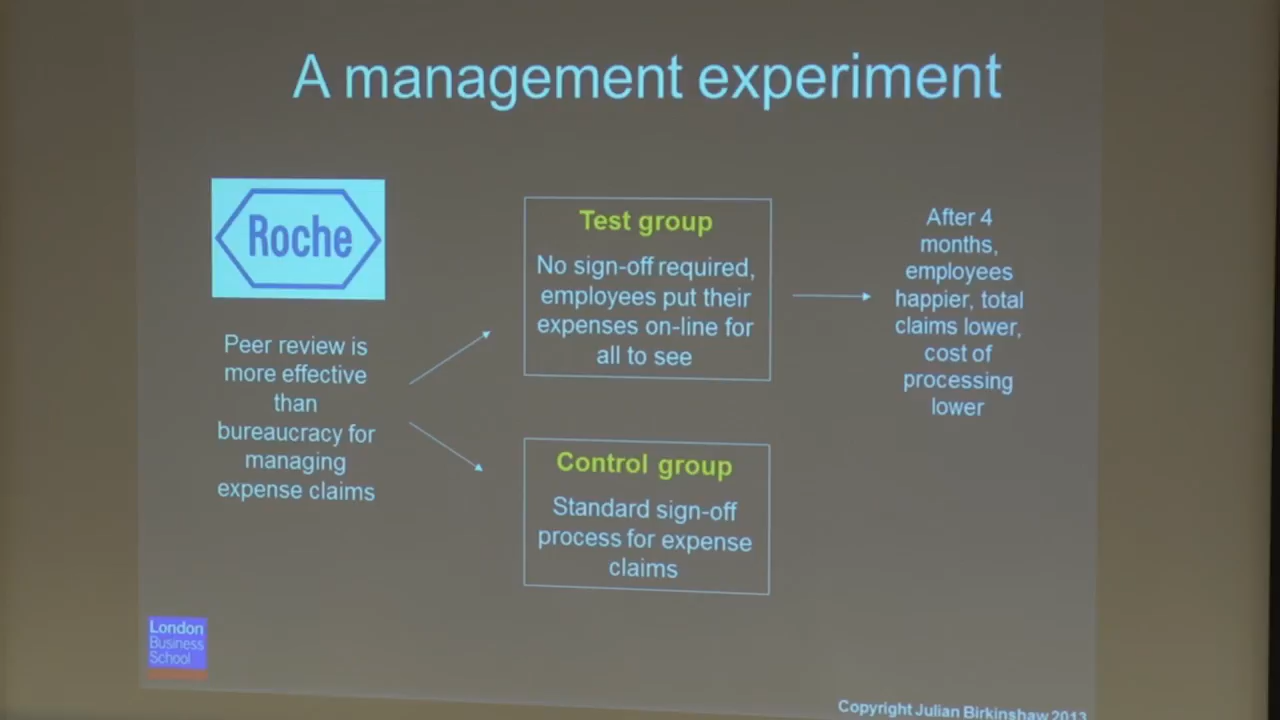 A management experiment
Roche
Peer review is
more effective
than
bureaucracy for
managing
expense claims
Test group
No sign-off required,
employees put their
expenses on-line for
all to see
Control group
Standard sign-off
process for expense
claims
After 4
months,
employees
happier, total
claims lower,
cost of
processing
lower
London
Business
School
Copyright Julian Birkinshaw 2013